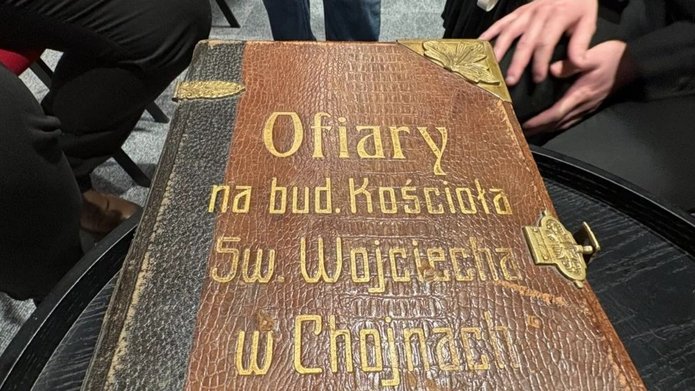 Ofiary
na bud. Kościoła
Św. Wojciecha
w Chojnach